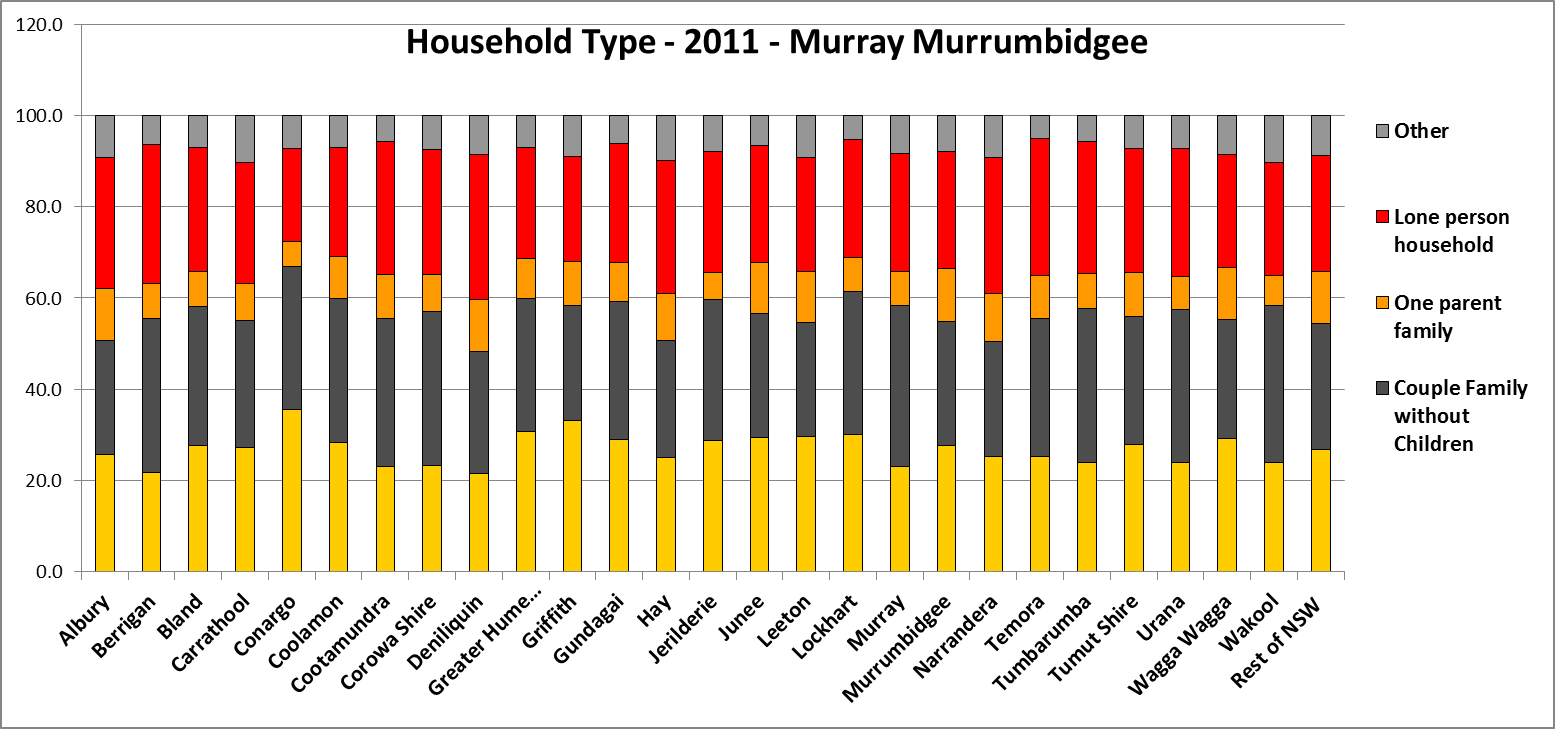 Household Type - 2011 - Murray Murrumbidgee
120.0
100.0
80.0
60.0
40.0
20.0
0.0
Albury
Berrigan
Bland
Carrathool
Conargo
Coolamon
Cootamundra
Corowa Shire
Deniliquin
Greater Hume...
Griffith
Gundagai
Hay
Jerilderie
Junee
Leeton
Lockhart
Murray
Murrumbidgee
Narrandera
Temora
Tumbarumba
Tumut Shire
Urana
Wagga Wagga
Wakool
Rest of NSW
Other
Lone person
household
One parent
family
Couple Family
without
Children